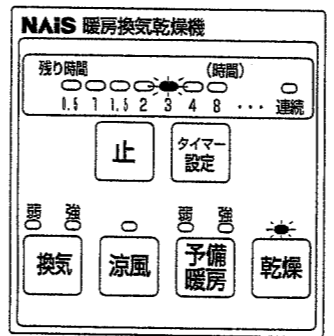 NAiS 暖房換気乾燥機
残り時間 (時間)
0.5 1 1.5 2 3 4 8 ・・・ 連続
止 タイマー
設定
弱 強 弱 強
換気 涼風 予備
暖房 乾燥